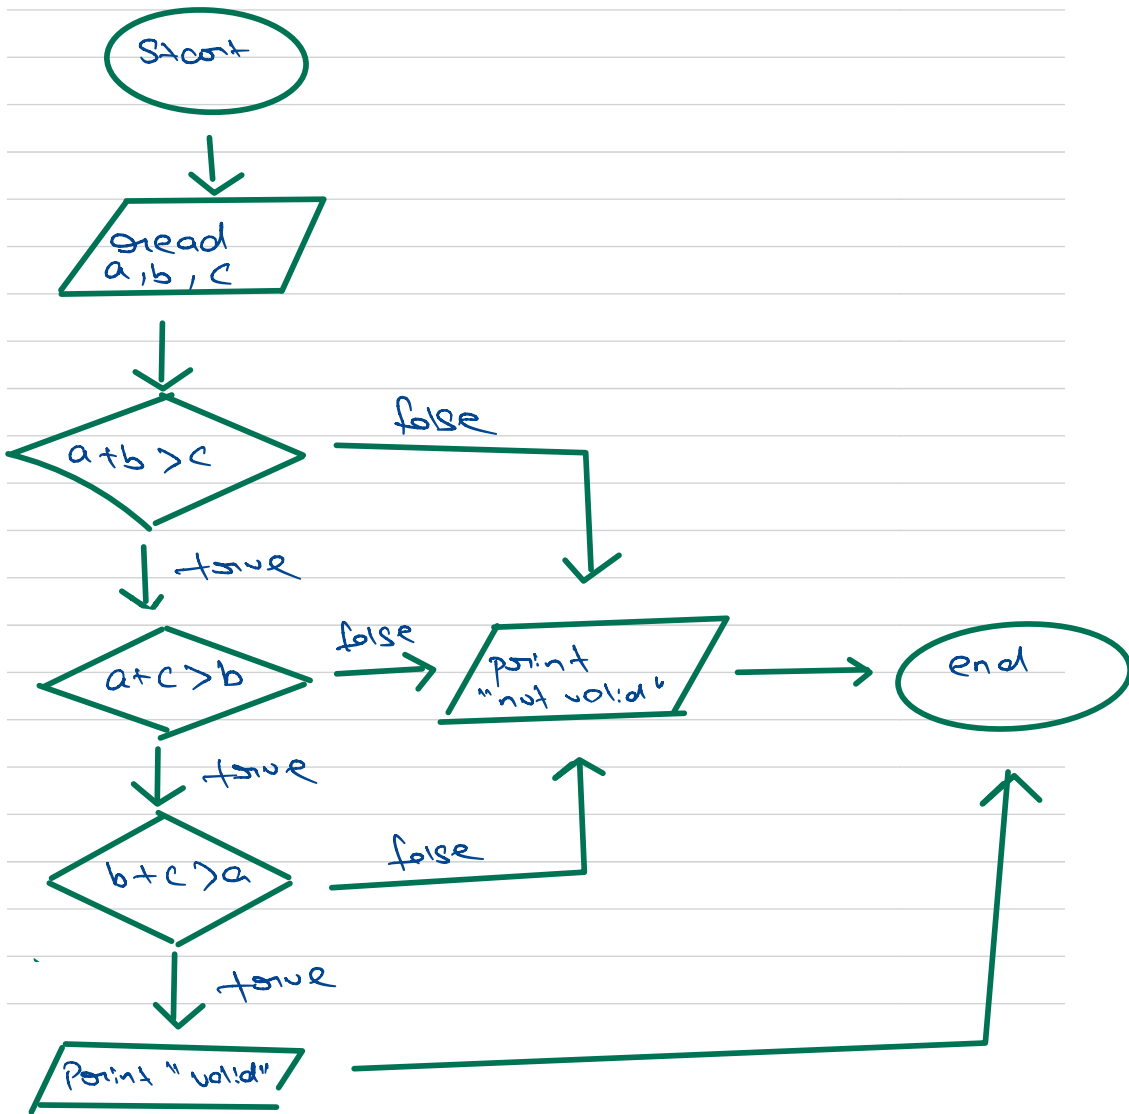 Start
read
a, b, c
a+b>c
false
true
a+c>b
false
print
"not valid"
end
true
b+c>a
false
true
Print "valid"